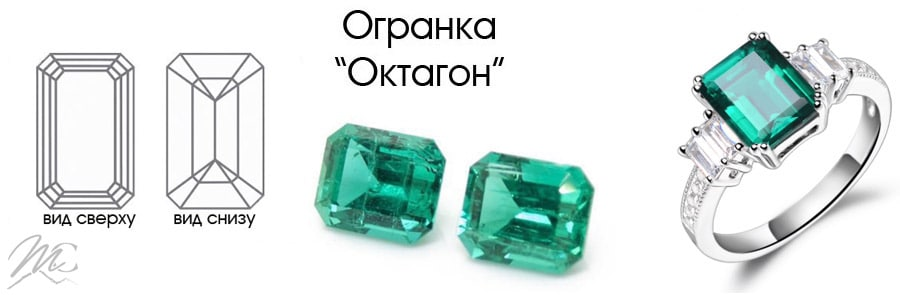 Огранка
“Октагон”
вид сверху
вид снизу